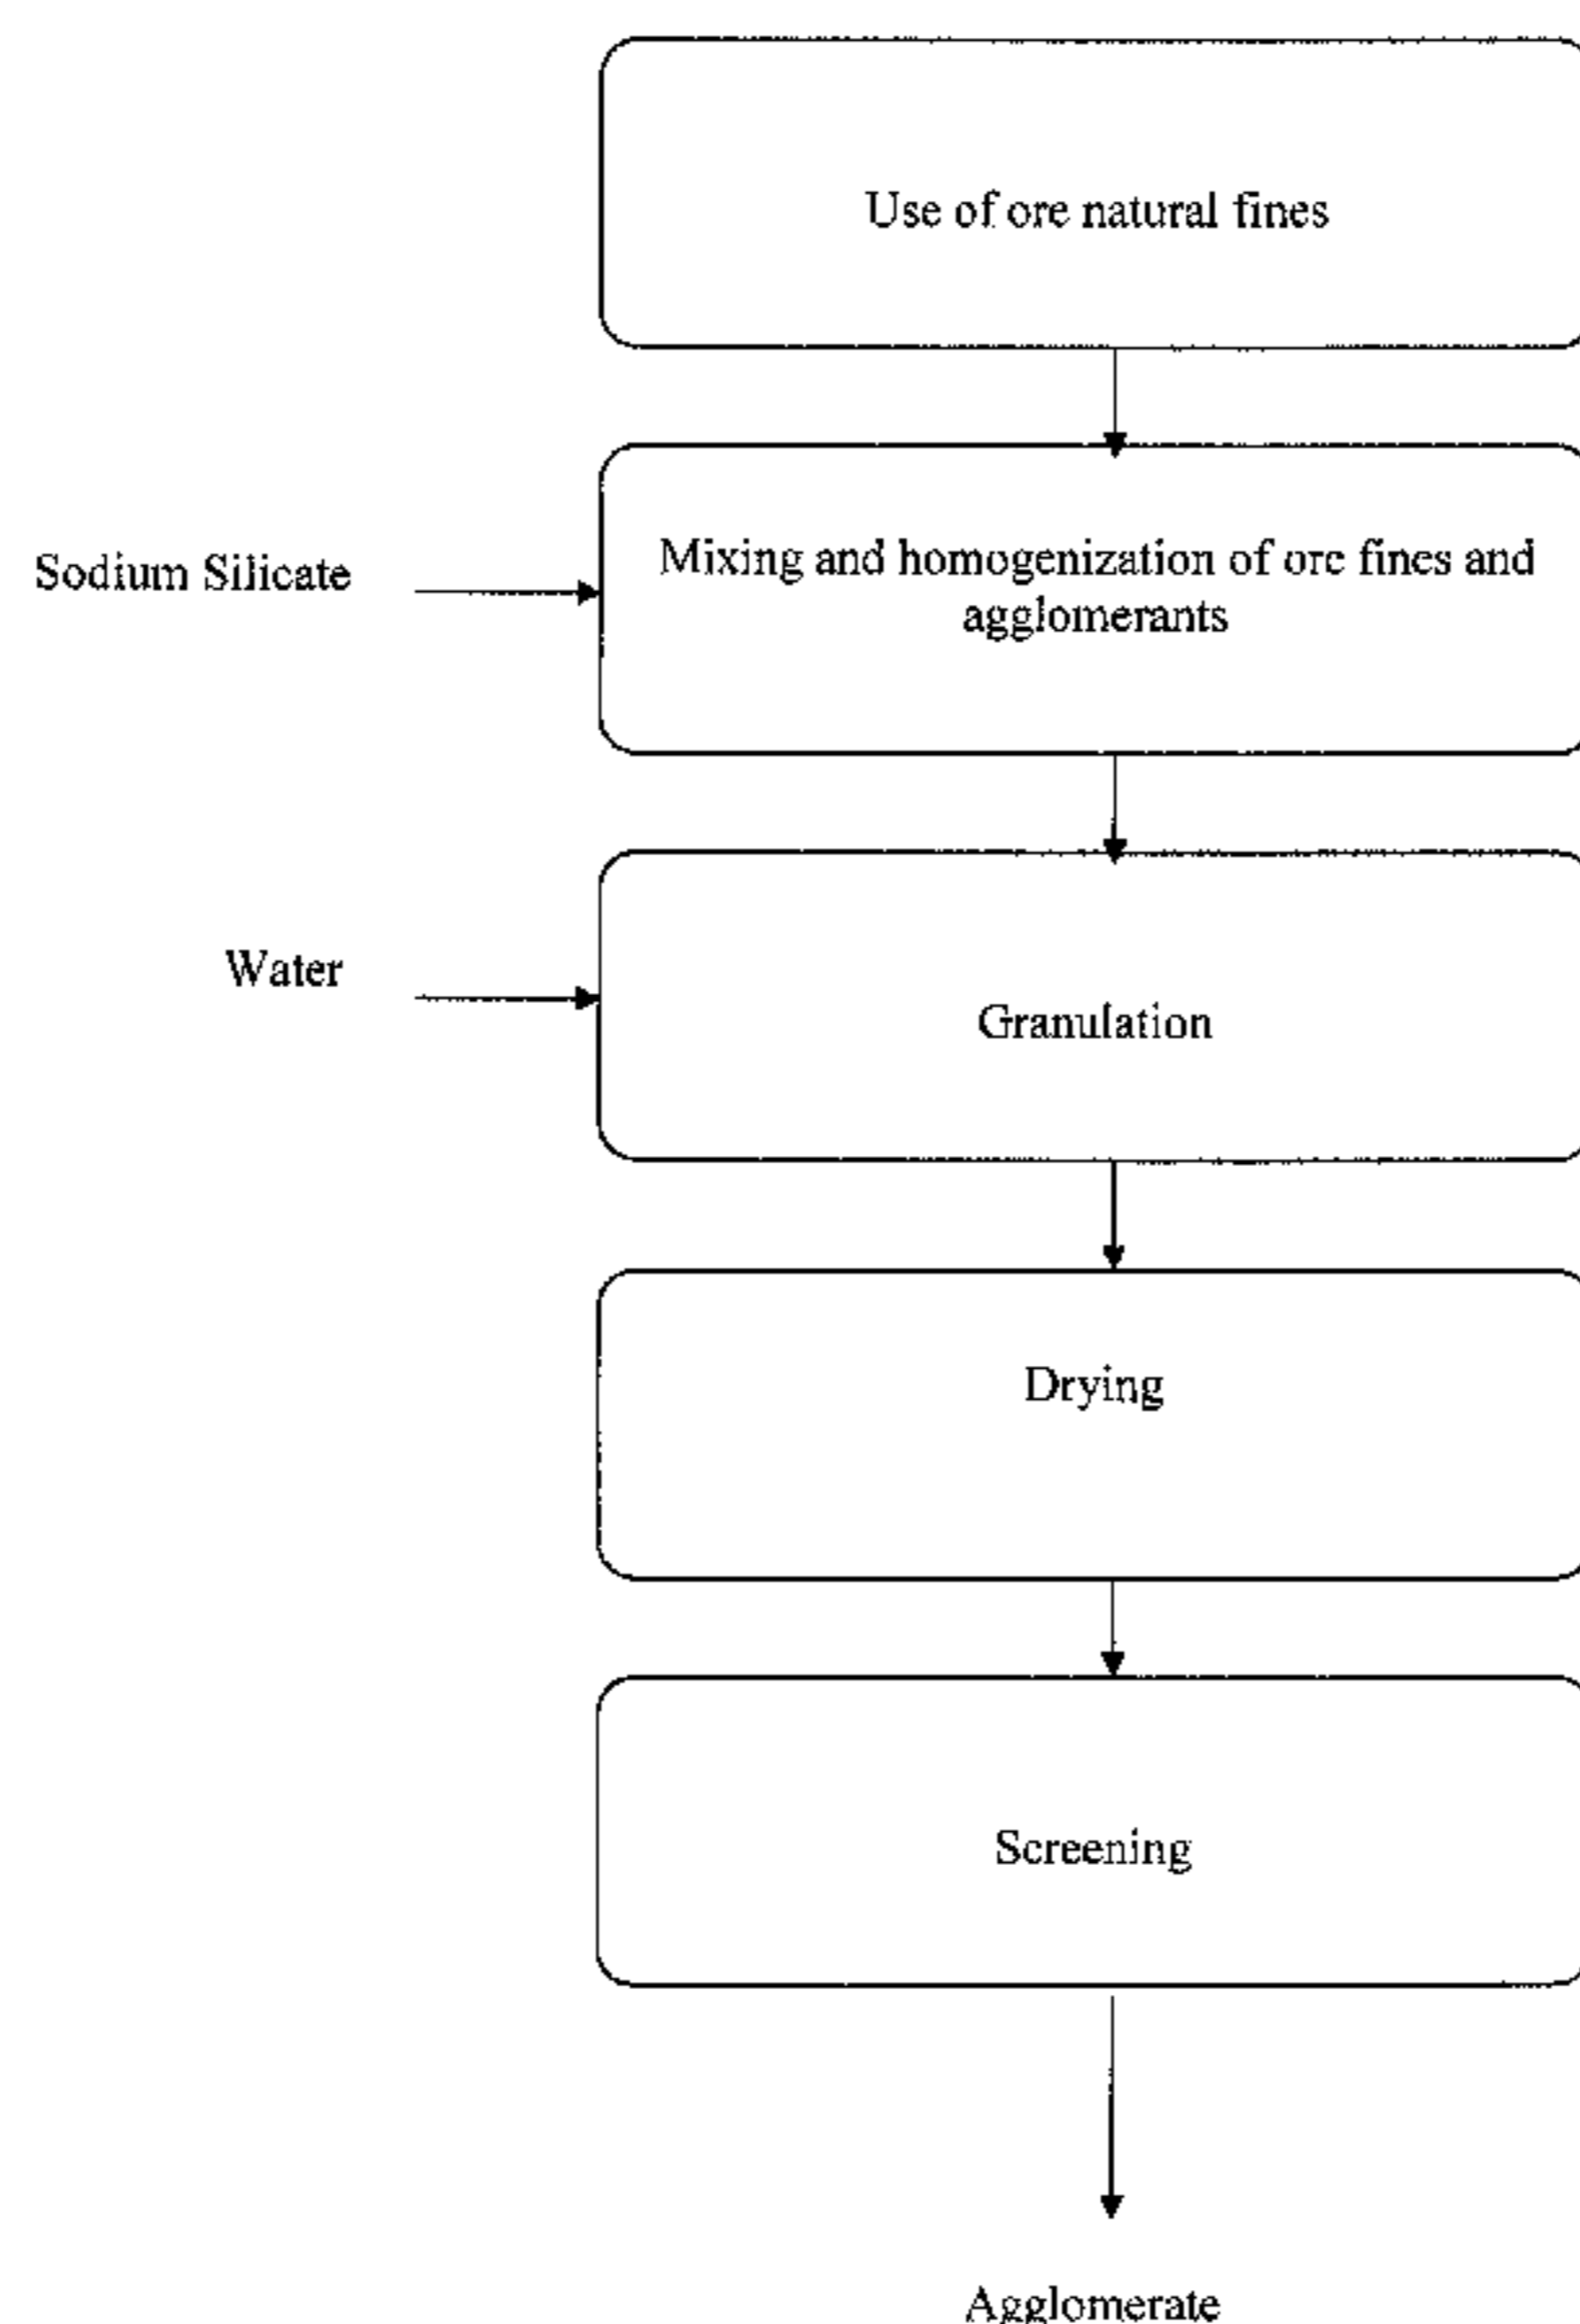 Use of ore natural fines
Sodium Silicate
Mixing and homogenization of ore fines and
agglomerants
Water
Granulation
Drying
Screening
Agglomerate